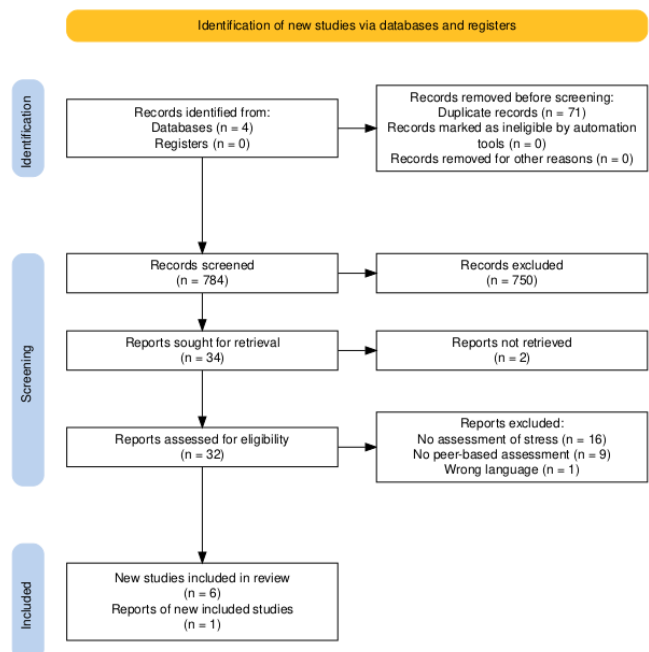 Identification of new studies via databases and registers
Identification
Records identified from:
Databases (n = 4)
Registers (n = 0)
Records removed before screening:
Duplicate records (n = 71)
Records marked as ineligible by automation
tools (n = 0)
Records removed for other reasons (n = 0)
Screening
Records screened
(n = 784)
Records excluded
(n = 750)
Reports sought for retrieval
(n = 34)
Reports not retrieved
(n = 2)
Reports assessed for eligibility
(n = 32)
Reports excluded:
No assessment of stress (n = 16)
No peer-based assessment (n = 9)
Wrong language (n = 1)
Included
New studies included in review
(n = 6)
Reports of new included studies
(n = 1)